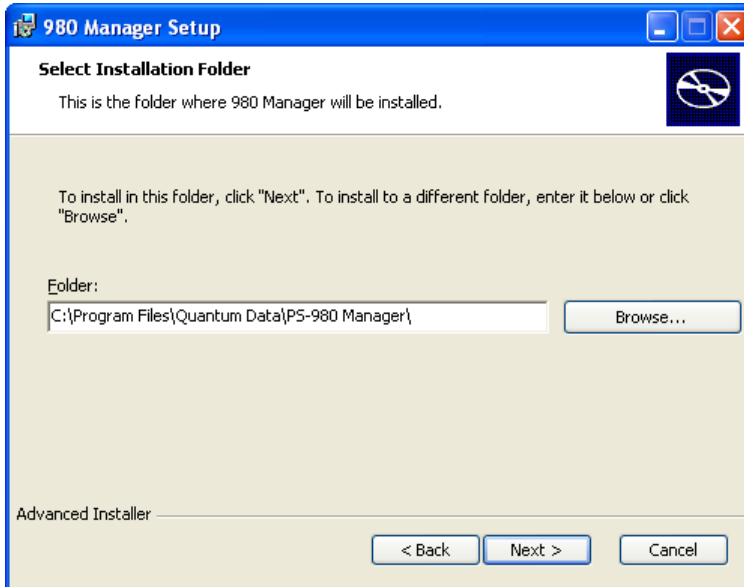 980 Manager Setup
Select Installation Folder
This is the folder where 980 Manager will be installed.
To install in this folder, click "Next". To install to a different folder, enter it below or click
"Browse".
Folder:
C:\Program Files\Quantum Data\PS-980 Manager\
Browse...
Advanced Installer
< Back
Next >
Cancel